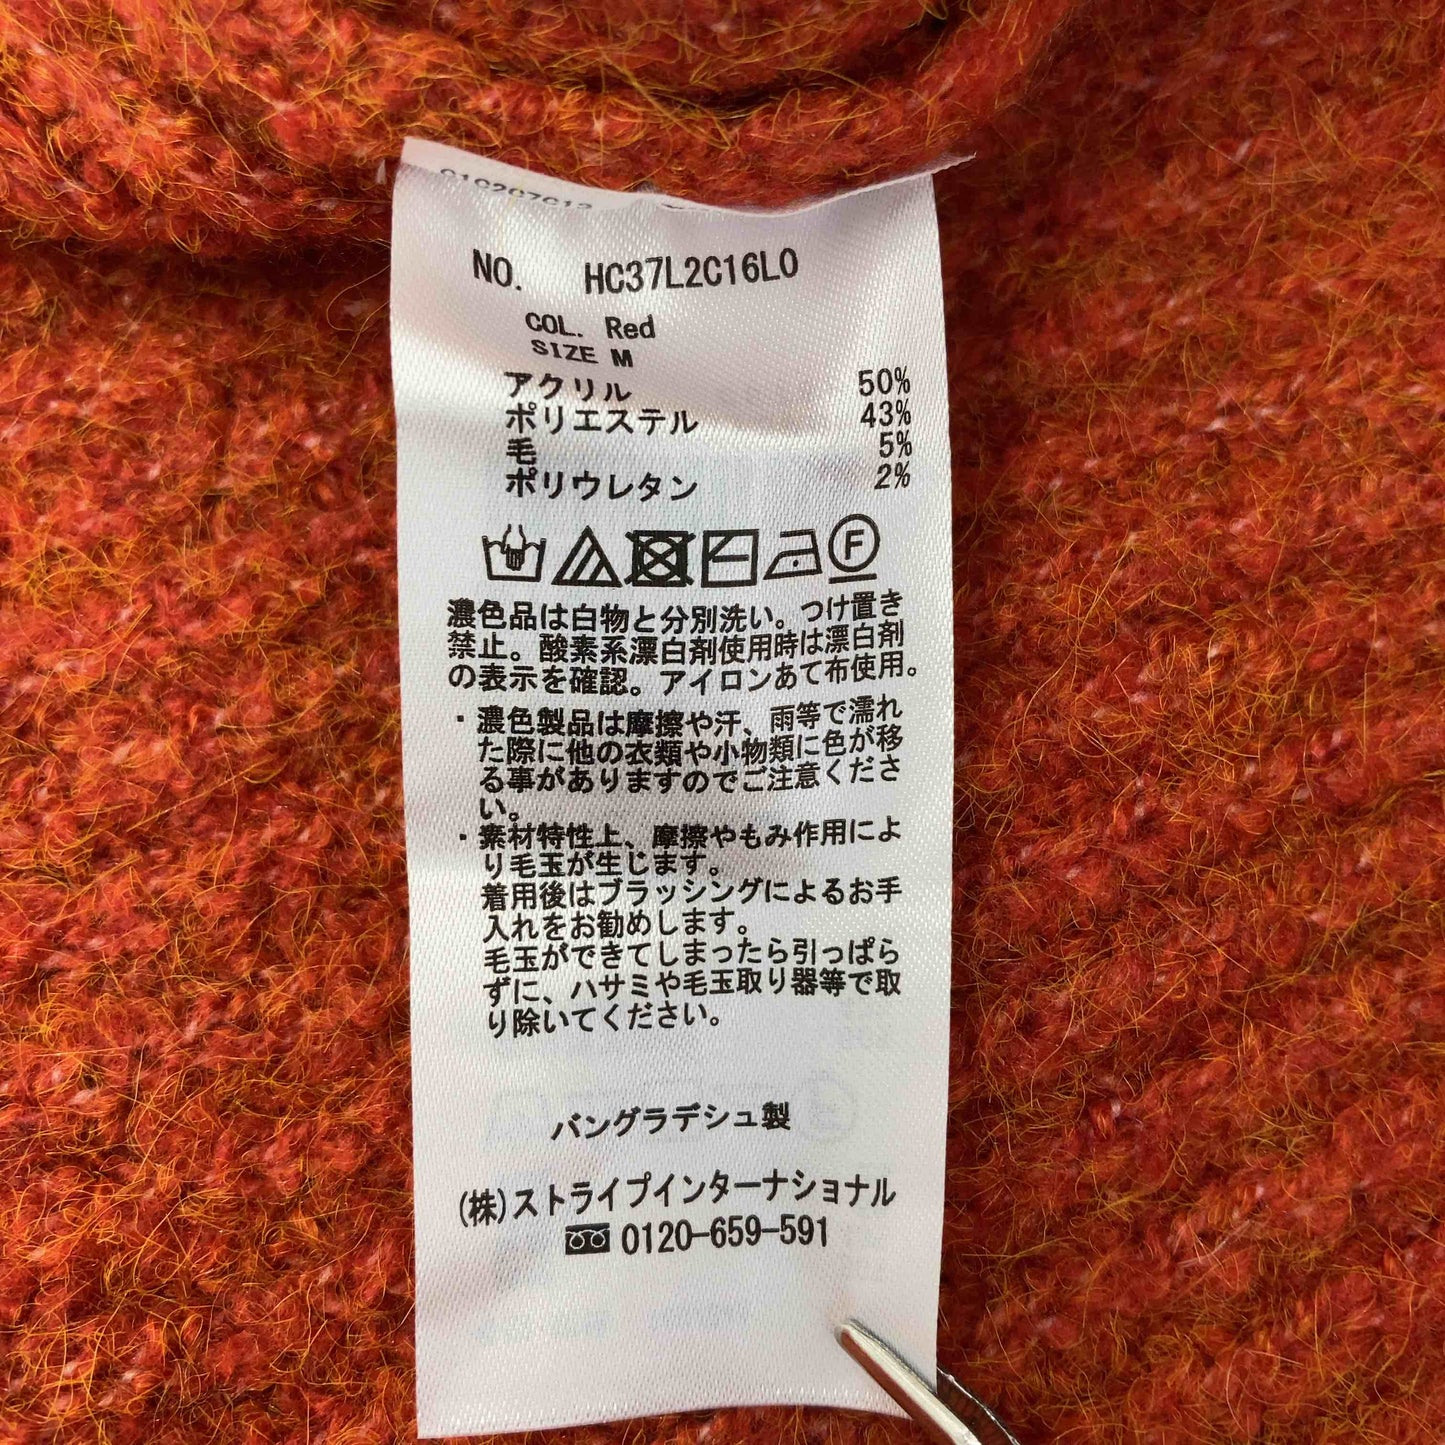 NO. HC37L2C16L0
COL. Red
SIZE M
アクリル 50%
ポリエステル 43%
毛 5%
ポリウレタン 2%
F
濃色品は白物と分別洗い。つけ置き
禁止。酸素系漂白剤使用時は漂白剤
の表示を確認。アイロンあて布使用。
・濃色製品は摩擦や汗、雨等で濡れ
た際に他の衣類や小物類に色が移
る事がありますのでご注意くださ
い。
・素材特性上、摩擦やもみ作用によ
り毛玉が生じます。
着用後はブラッシングによるお手
入れをお勧めします。
毛玉ができてしまったら引っぱら
ずに、ハサミや毛玉取り器等で取
り除いてください。
バングラデシュ製
(株)ストライプインターナショナル
0120-659-591